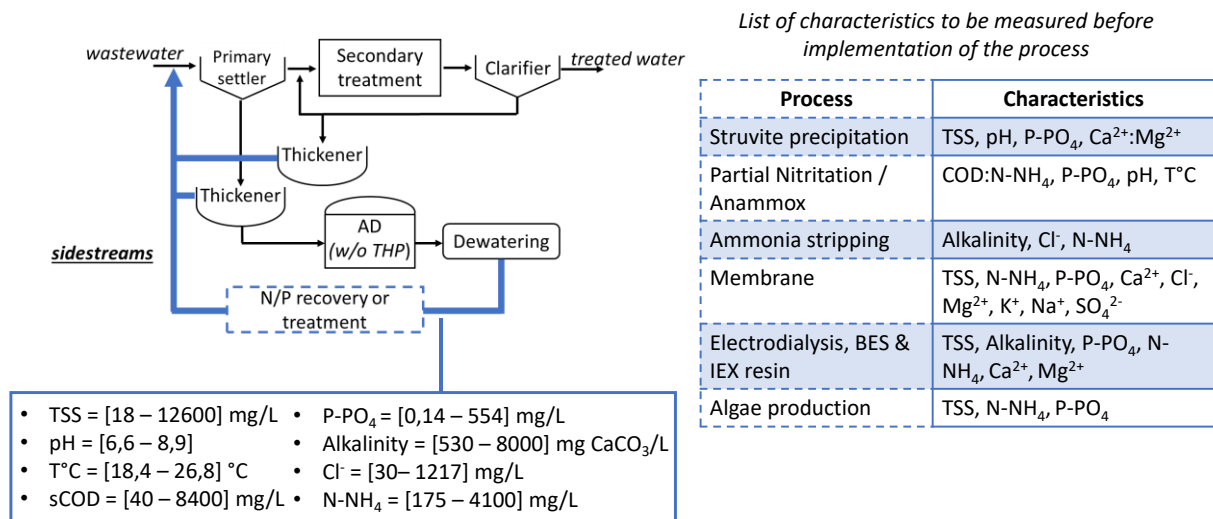 wastewater
Primary
settler
Secondary
treatment
Clarifier
treated water
Thickener
Thickener
AD
(w/o THP)
Dewatering
sidestreams
N/P recovery or
treatment
• TSS = [18 – 12600] mg/L
• pH = [6,6 – 8,9]
• T°C = [18,4 – 26,8] °C
• sCOD = [40 – 8400] mg/L
• P-PO₄ = [0,14 – 554] mg/L
• Alkalinity = [530 – 8000] mg CaCO₃/L
• Cl⁻ = [30– 1217] mg/L
• N-NH₄ = [175 – 4100] mg/L
List of characteristics to be measured before
implementation of the process
Process Characteristics
Struvite precipitation TSS, pH, P-PO₄, Ca²⁺:Mg²⁺
Partial Nitritation / COD:N-NH₄, P-PO₄, pH, T°C
Anammox
Ammonia stripping Alkalinity, Cl⁻, N-NH₄
Membrane TSS, N-NH₄, P-PO₄, Ca²⁺, Cl⁻,
Mg²⁺, K⁺, Na⁺, SO₄²⁻
Electrodialysis, BES & TSS, Alkalinity, P-PO₄, N-
IEX resin NH₄, Ca²⁺, Mg²⁺
Algae production TSS, N-NH₄, P-PO₄